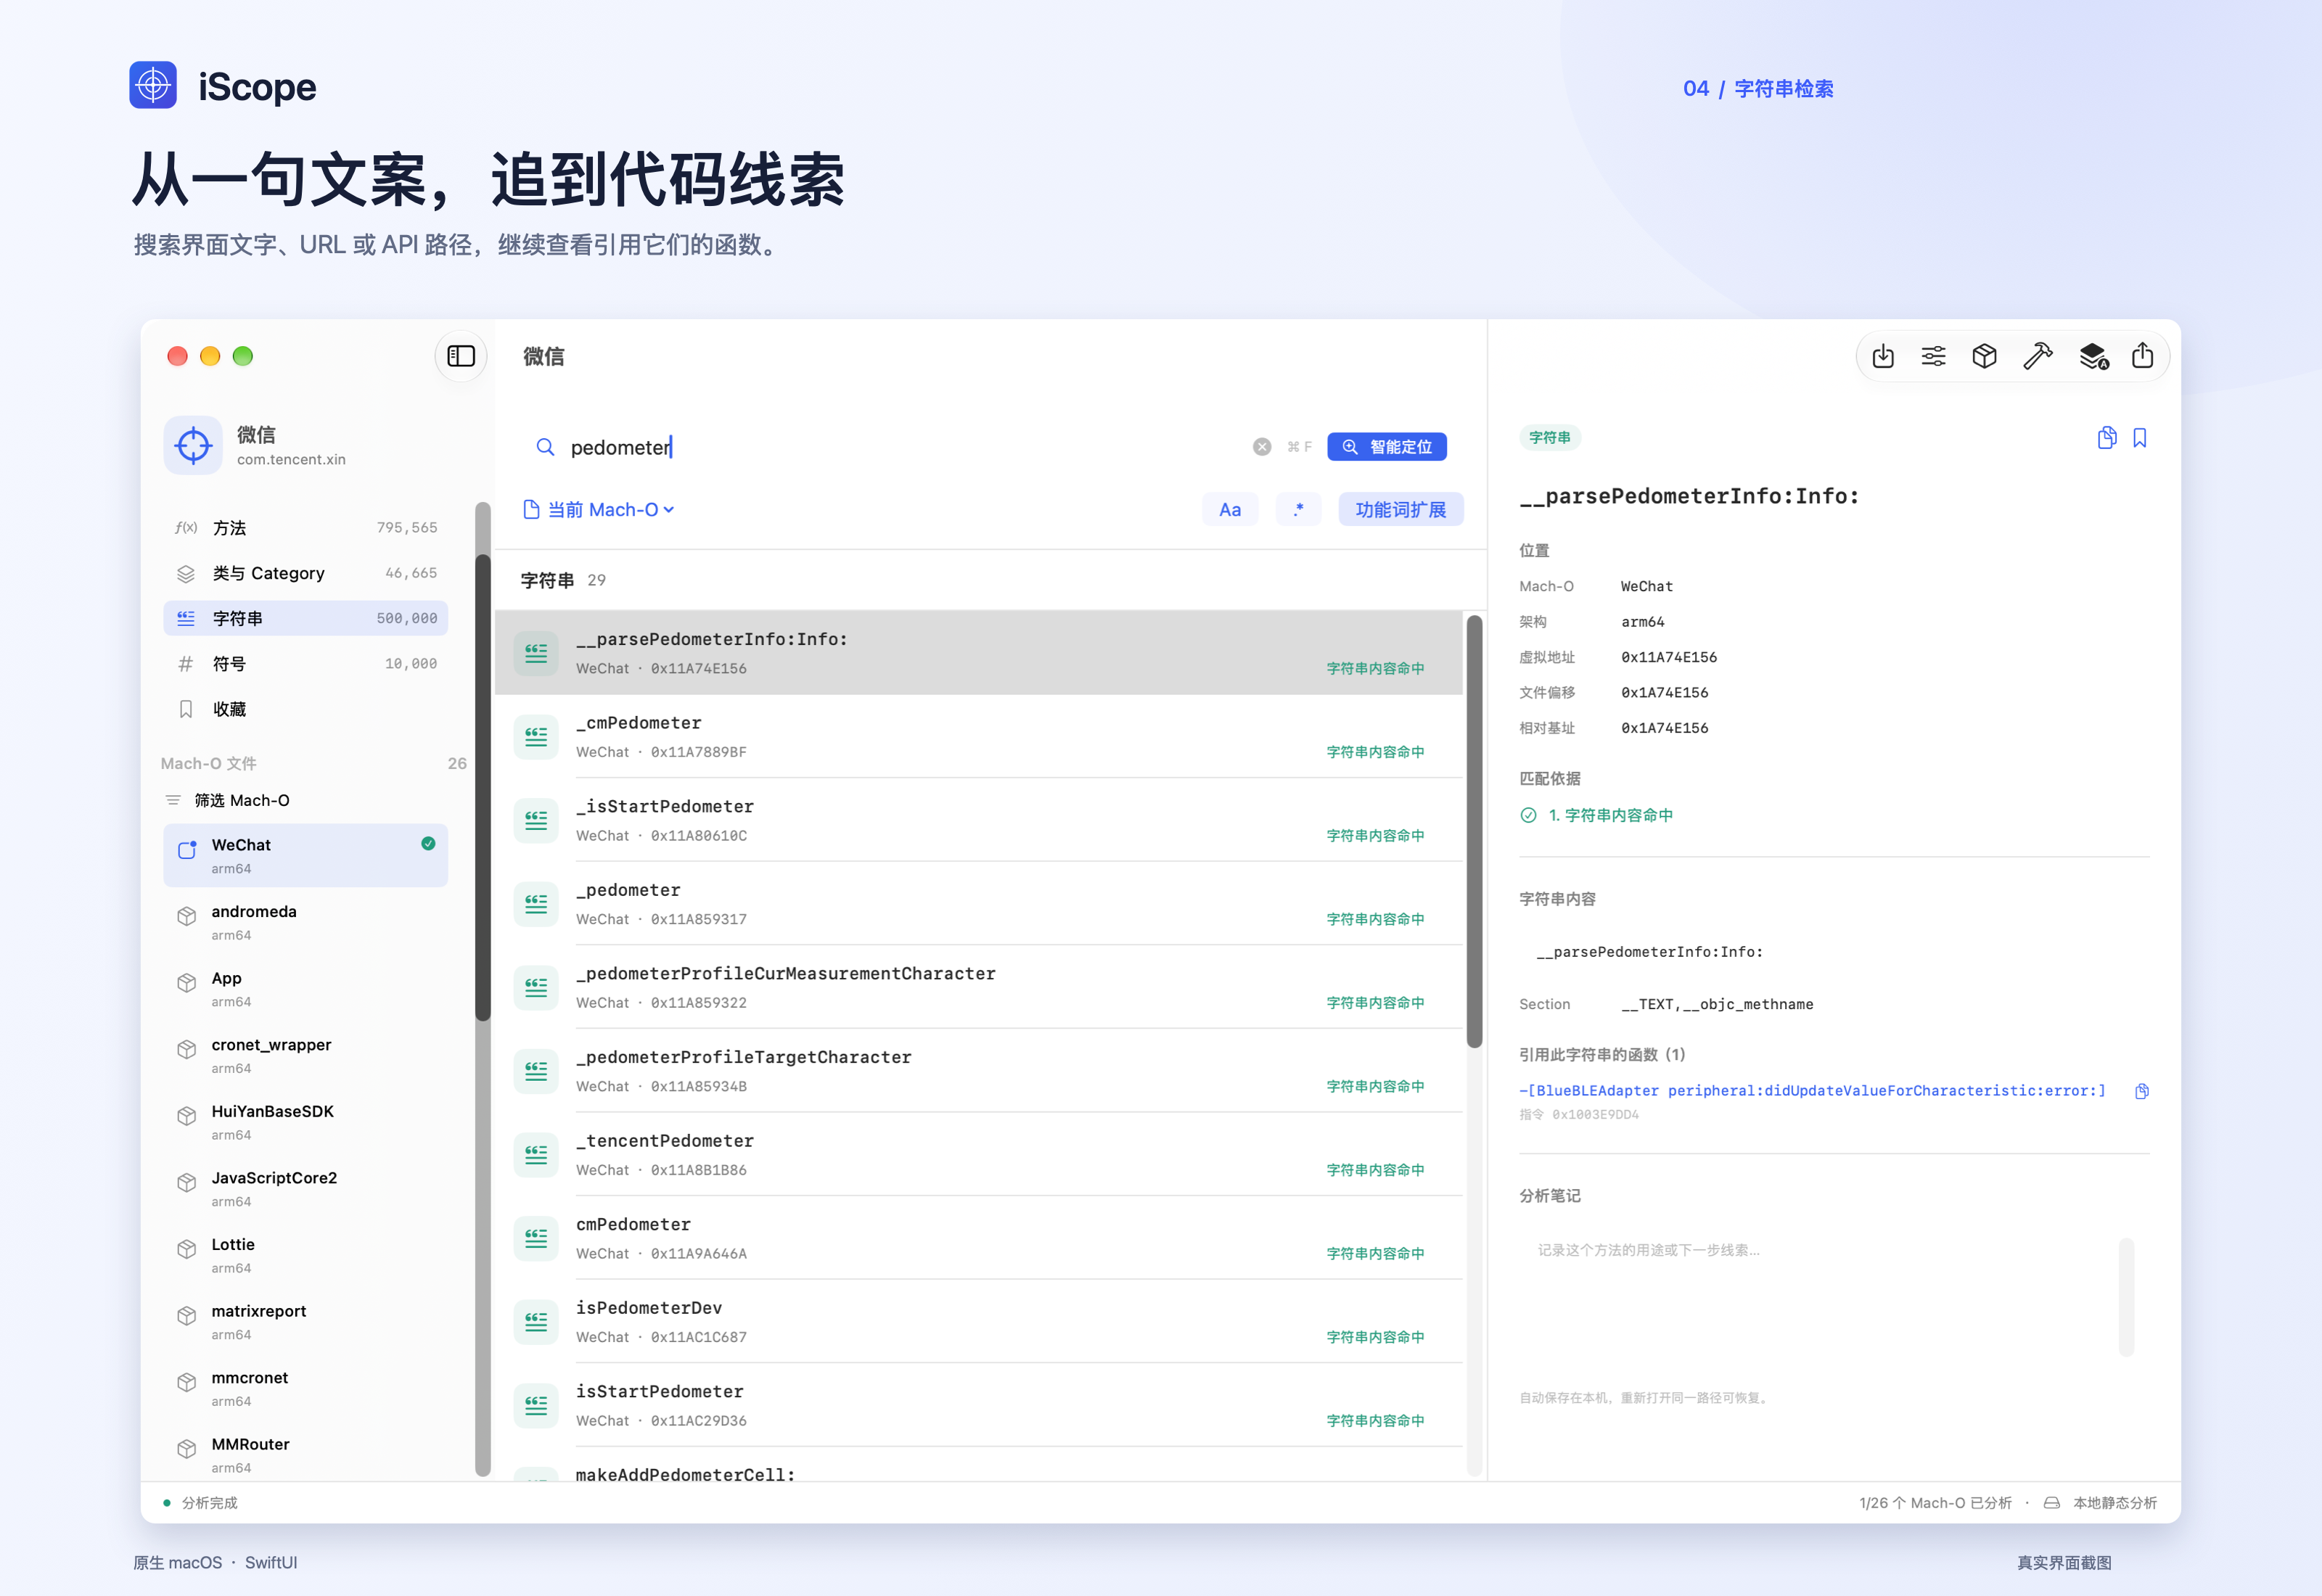 iScope
04 / 字符串检索
从一句文案，追到代码线索
搜索界面文字、URL 或 API 路径，继续查看引用它们的函数。
微信
com.tencent.xin
f(x) 方法 795,565
类与 Category 46,665
字符串 500,000
# 符号 10,000
收藏
Mach-O 文件 26
筛选 Mach-O
WeChat
arm64
andromeda
arm64
App
arm64
cronet_wrapper
arm64
HuiYanBaseSDK
arm64
JavaScriptCore2
arm64
Lottie
arm64
matrixreport
arm64
mmcronet
arm64
MMRouter
arm64
微信
pedometer ⌘ F 智能定位
当前 Mach-O Aa .* 功能词扩展
字符串 29
__parsePedometerInfo:Info:
WeChat · 0x11A74E156 字符串内容命中
_cmPedometer
WeChat · 0x11A7889BF 字符串内容命中
_isStartPedometer
WeChat · 0x11A80610C 字符串内容命中
_pedometer
WeChat · 0x11A859317 字符串内容命中
_pedometerProfileCurMeasurementCharacter
WeChat · 0x11A859322 字符串内容命中
_pedometerProfileTargetCharacter
WeChat · 0x11A85934B 字符串内容命中
_tencentPedometer
WeChat · 0x11A8B1B86 字符串内容命中
cmPedometer
WeChat · 0x11A9A646A 字符串内容命中
isPedometerDev
WeChat · 0x11AC1C687 字符串内容命中
isStartPedometer
WeChat · 0x11AC29D36 字符串内容命中
makeAddPedometerCell:
字符串
__parsePedometerInfo:Info:
位置
Mach-O WeChat
架构 arm64
虚拟地址 0x11A74E156
文件偏移 0x1A74E156
相对基址 0x1A74E156
匹配依据
1. 字符串内容命中
字符串内容
__parsePedometerInfo:Info:
Section __TEXT,__objc_methname
引用此字符串的函数 (1)
-[BlueBLEAdapter peripheral:didUpdateValueForCharacteristic:error:]
指令 0x1003E9DD4
分析笔记
记录这个方法的用途或下一步线索...
自动保存在本机，重新打开同一路径可恢复。
分析完成
1/26 个 Mach-O 已分析 · 本地静态分析
原生 macOS · SwiftUI
真实界面截图